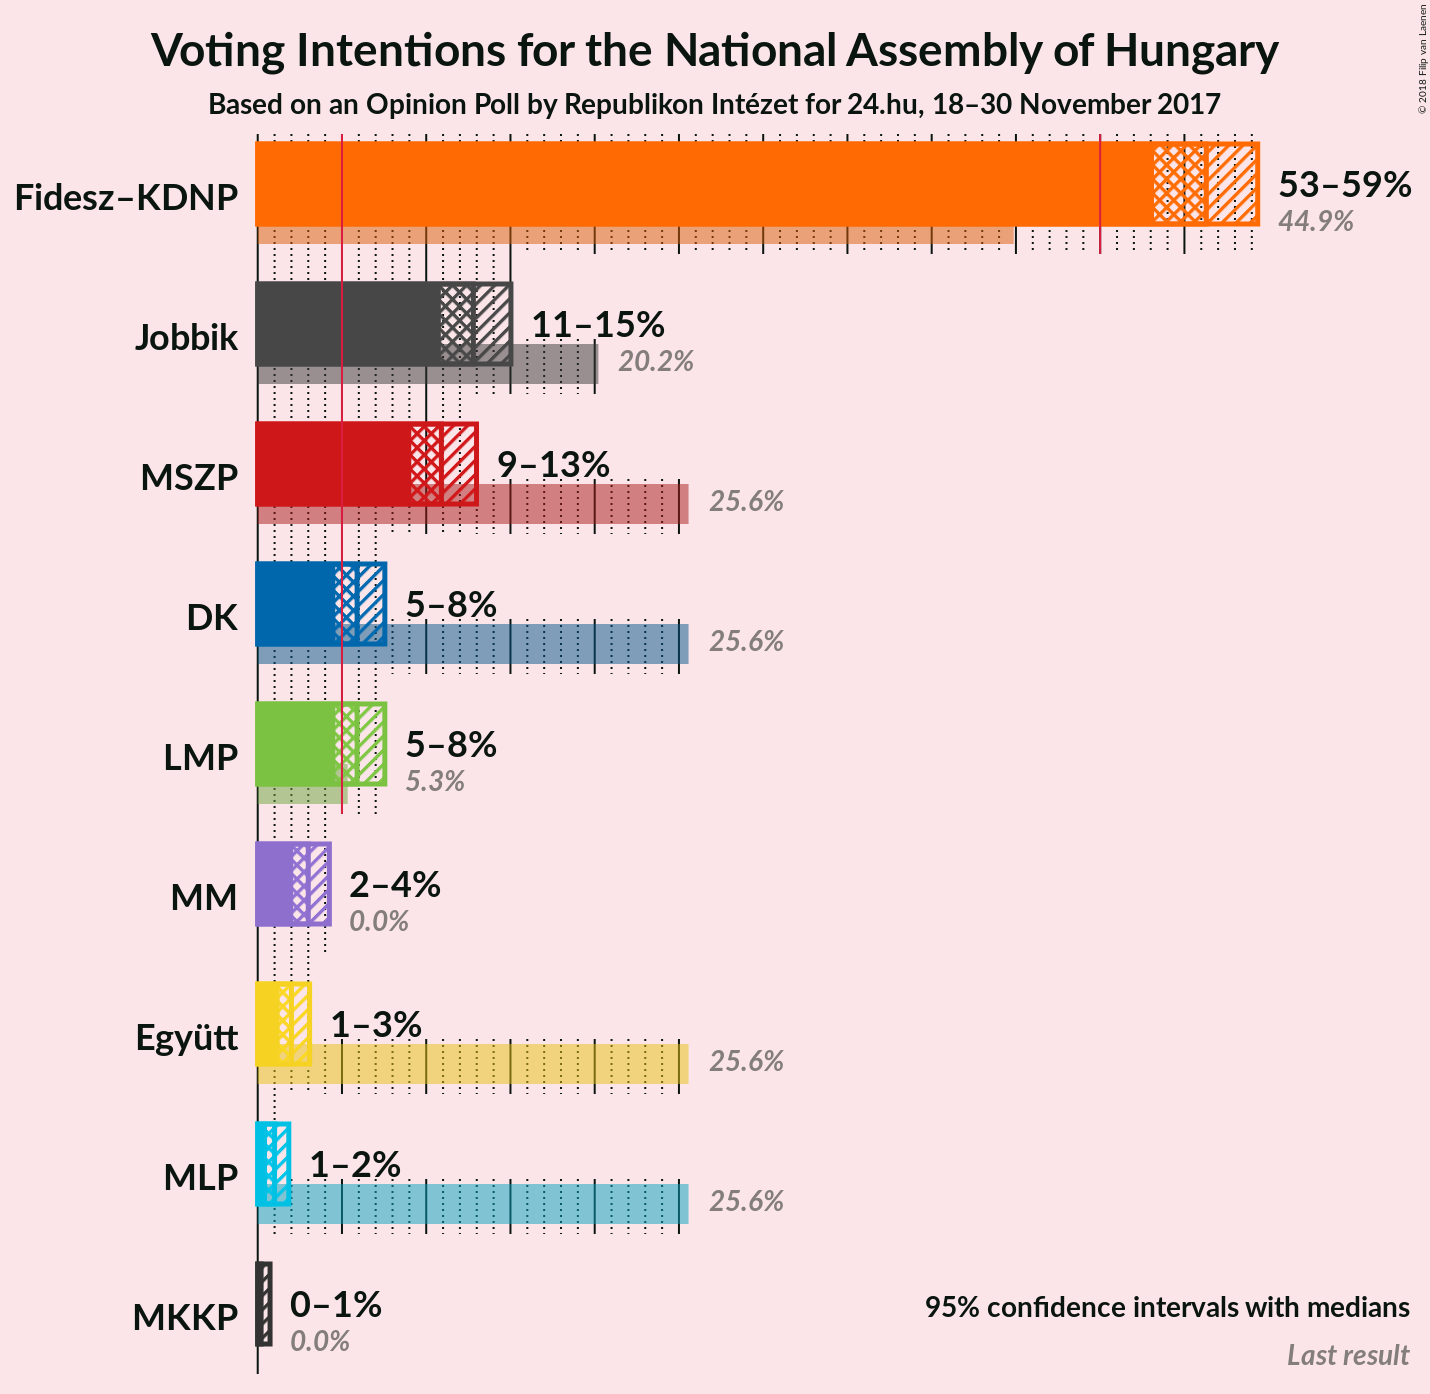 Voting Intentions for the National Assembly of Hungary
Based on an Opinion Poll by Republikon Intézet for 24.hu, 18–30 November 2017
© 2018 Filip van Laenen
Fidesz–KDNP
53–59%
44.9%
Jobbik
11–15%
20.2%
MSZP
9–13%
25.6%
DK
5–8%
25.6%
LMP
5–8%
5.3%
MM
2–4%
0.0%
Együtt
1–3%
25.6%
MLP
1–2%
25.6%
MKKP
0–1%
0.0%
95% confidence intervals with medians
Last result